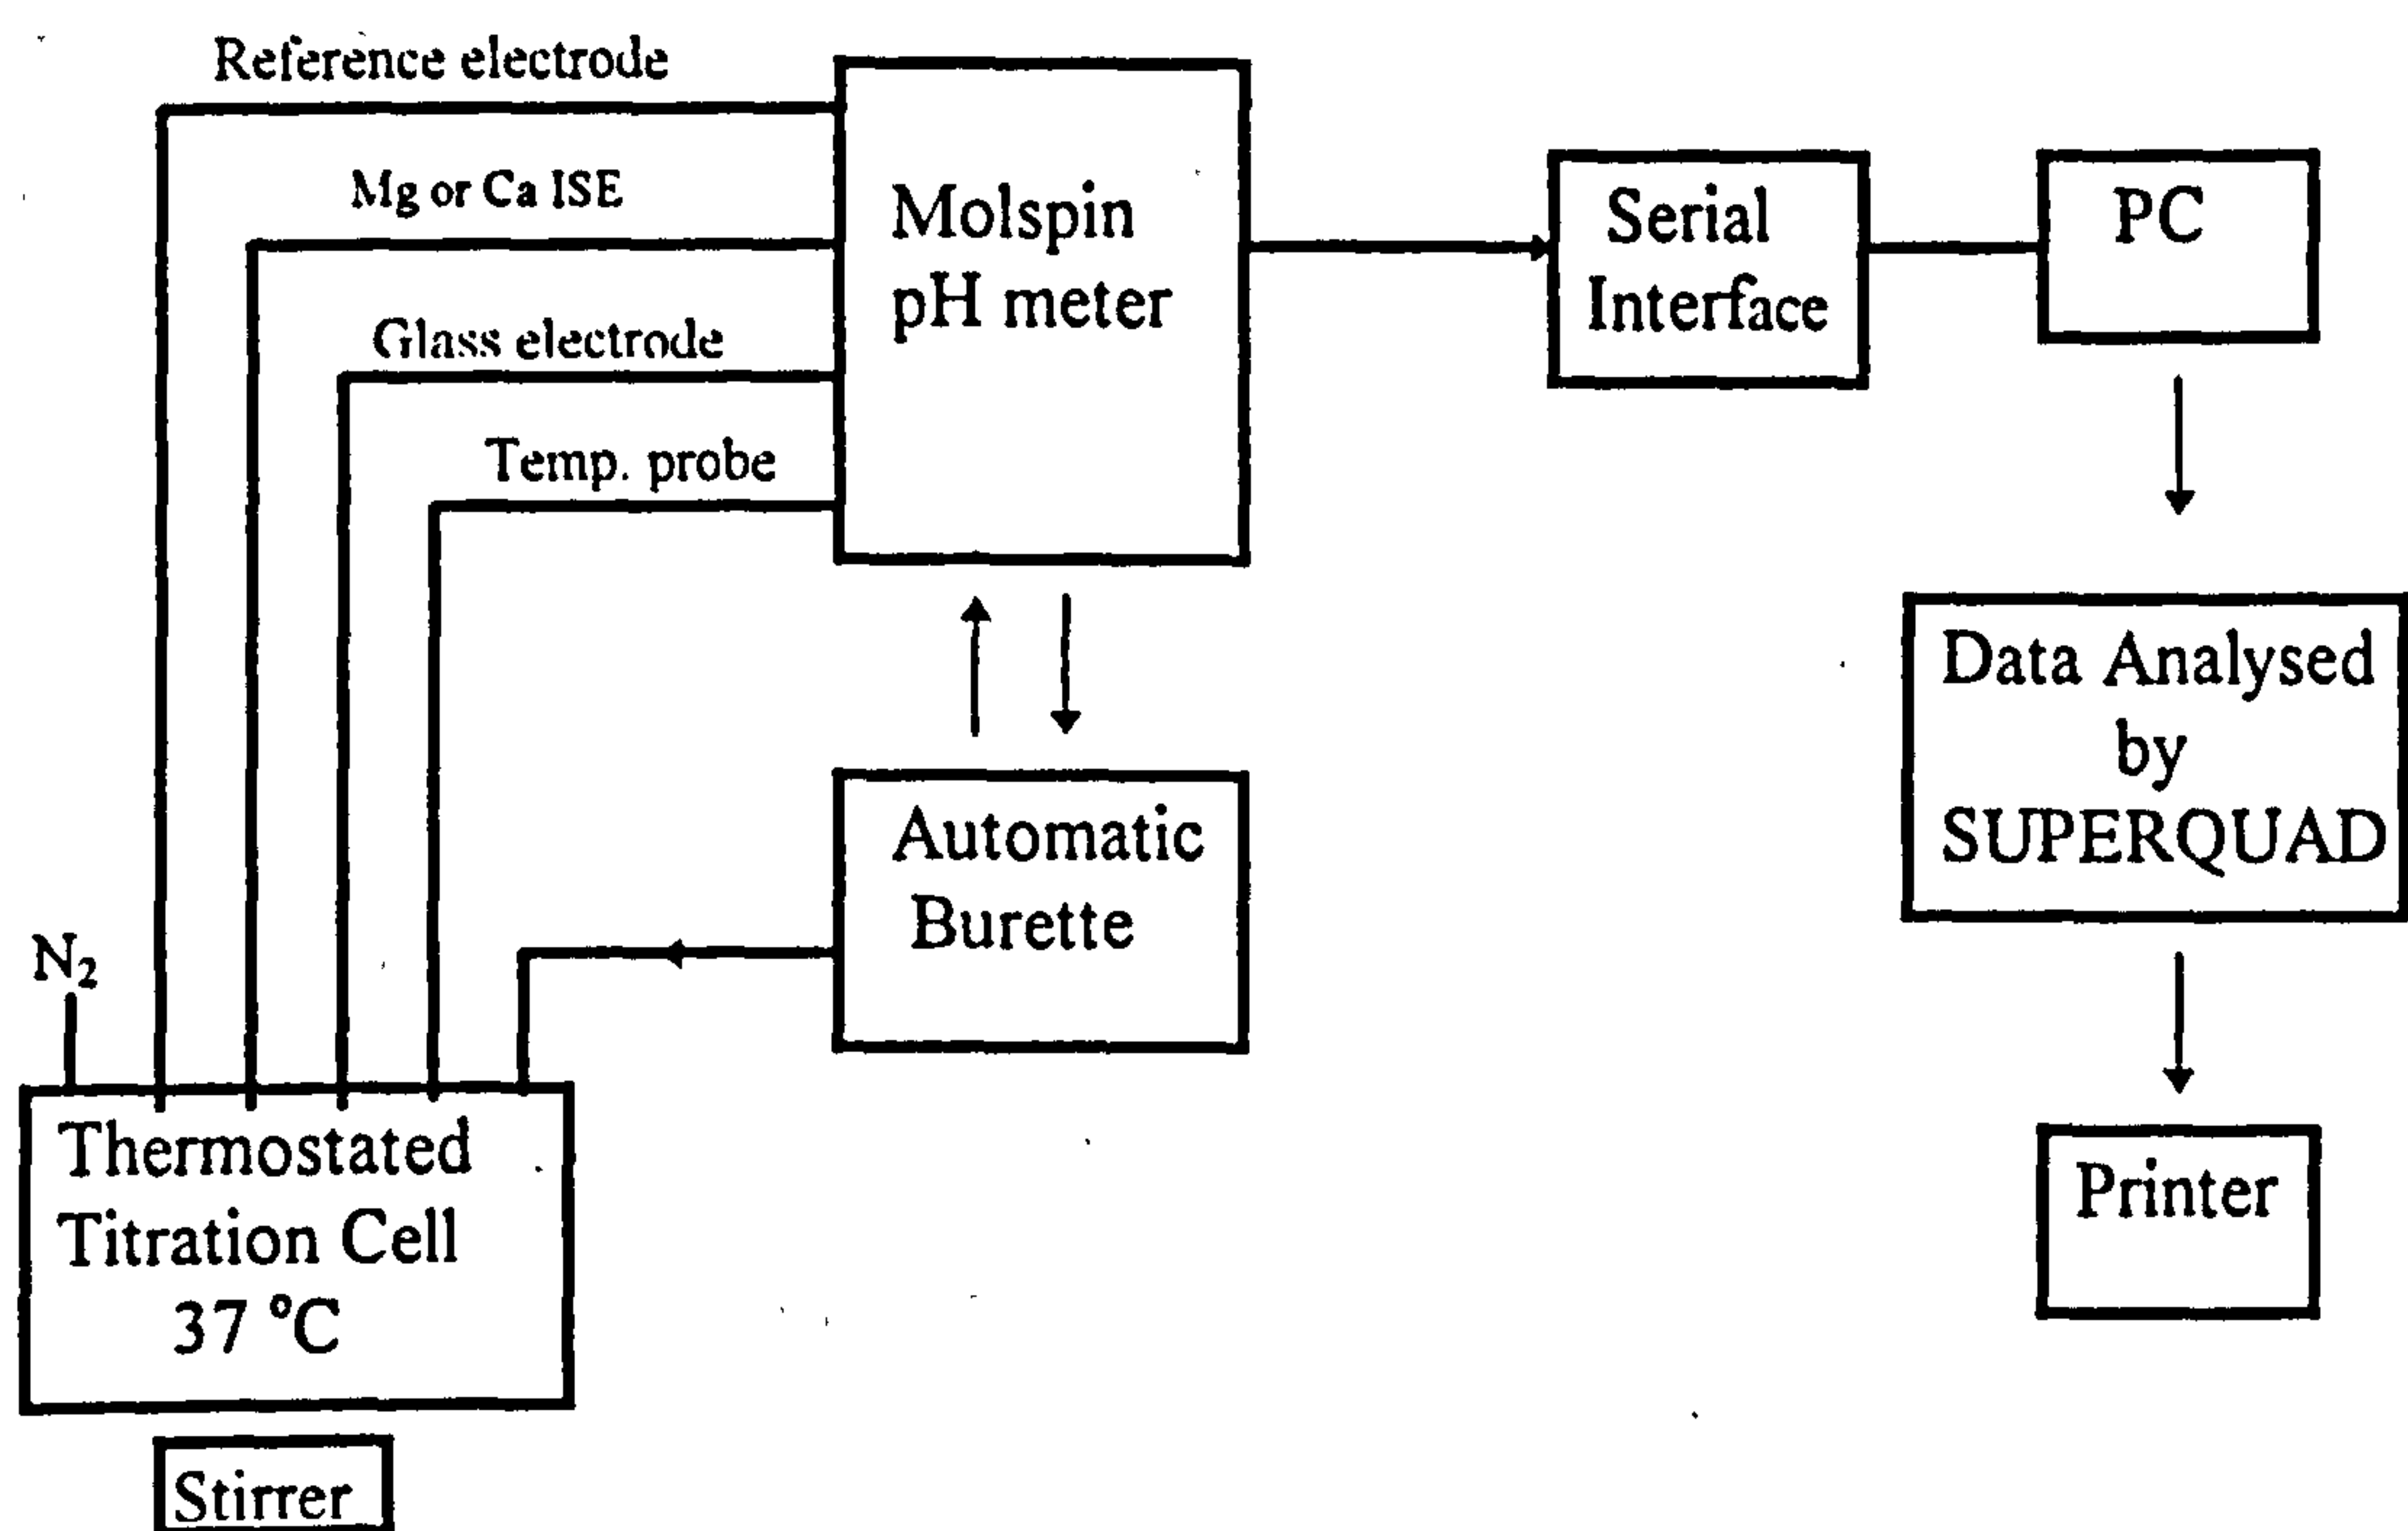 Reference electrode
Mg or Ca ISE
Glass electrode
Temp. probe
Molspin
pH meter
Serial
Interface
PC
Data Analysed
by
SUPERQUAD
Printer
Automatic
Burette
N₂
Thermostated
Titration Cell
37 °C
Stirrer